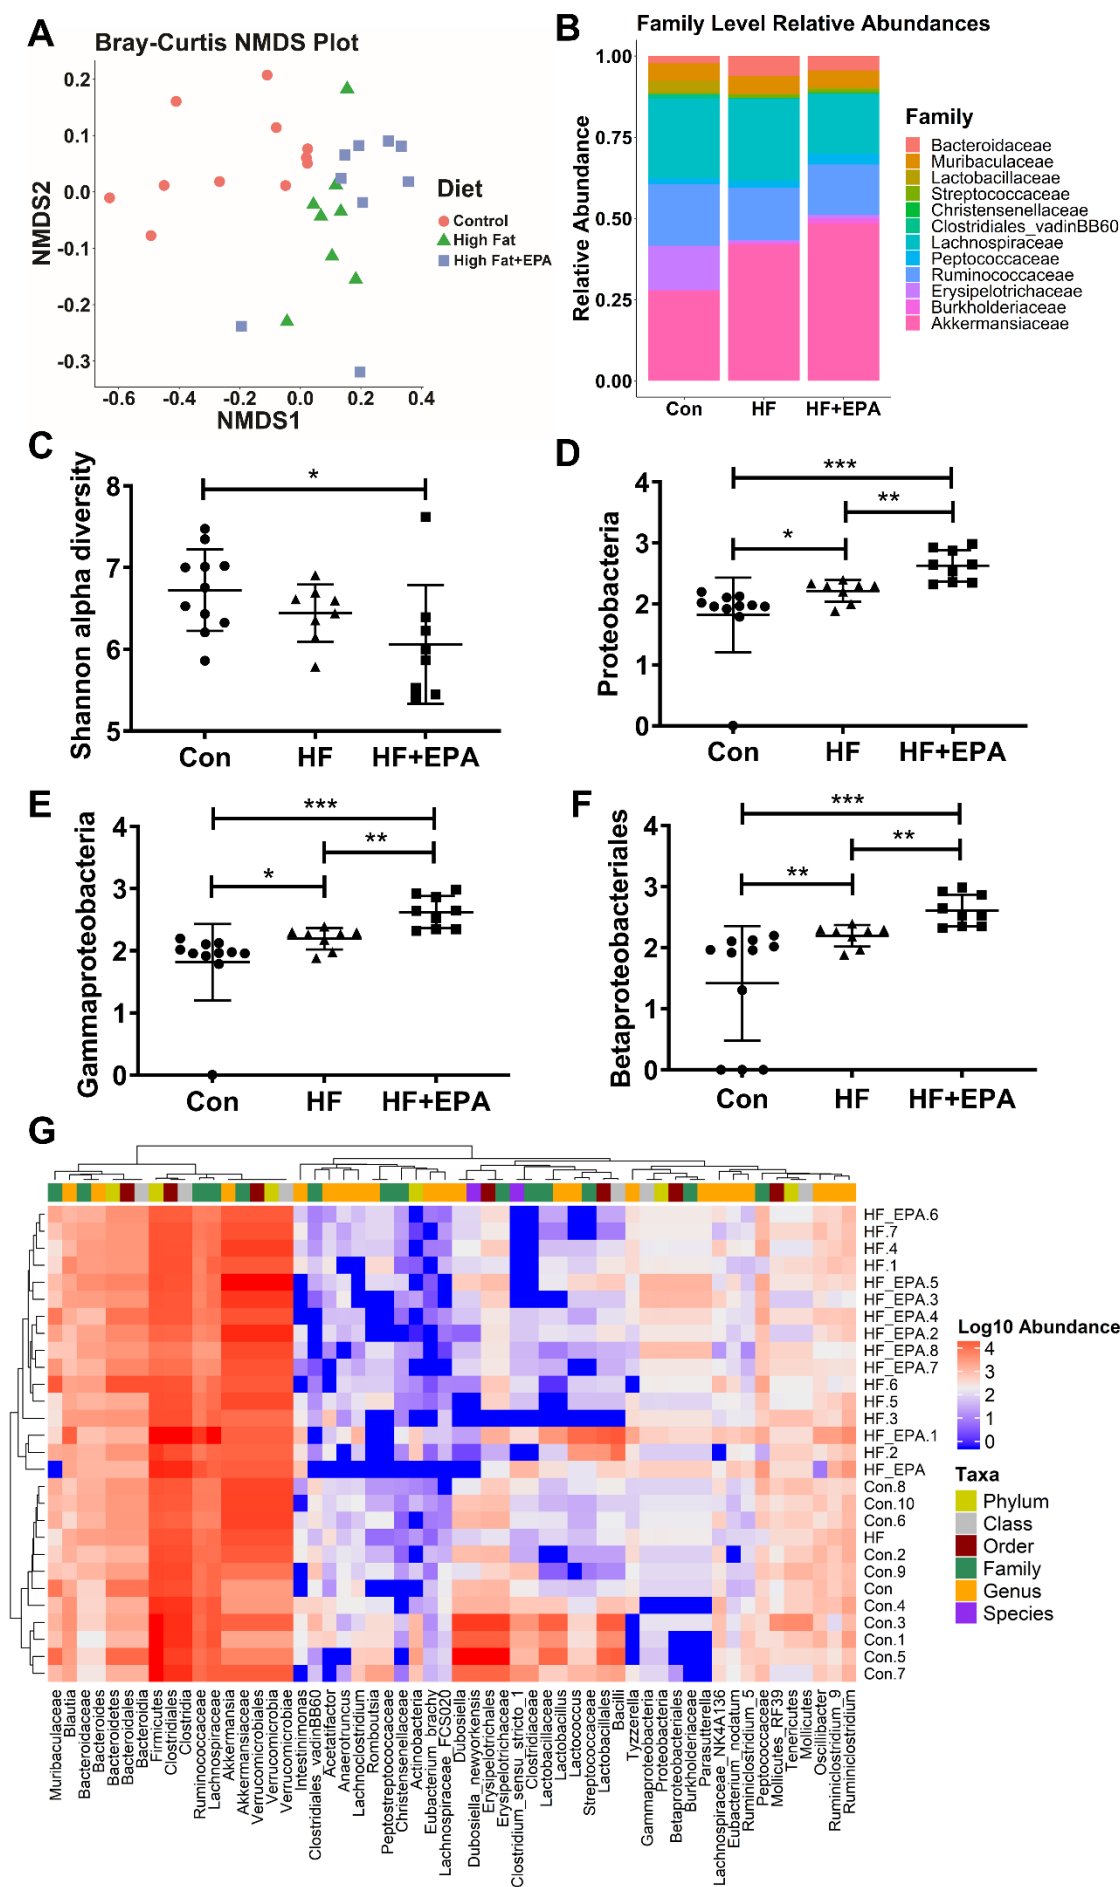 A
Bray-Curtis NMDS Plot
0.2
0.1
0.0
-0.1
-0.2
-0.3
NMDS2
-0.6
-0.4
-0.2
0.0
0.2
0.4
NMDS1
Diet
Control
High Fat
High Fat+EPA
B
Family Level Relative Abundances
1.00
0.75
0.50
0.25
0.00
Relative Abundance
Con
HF
HF+EPA
Family
Bacteroidaceae
Muribaculaceae
Lactobacillaceae
Streptococcaceae
Christensenellaceae
Clostridiales_vadinBB60
Lachnospiraceae
Peptococcaceae
Ruminococcaceae
Erysipelotrichaceae
Burkholderiaceae
Akkermansiaceae
C
Shannon alpha diversity
8
7
6
5
*
Con
HF
HF+EPA
D
Proteobacteria
4
3
2
1
0
***
**
*
Con
HF
HF+EPA
E
Gammaproteobacteria
4
3
2
1
0
***
**
*
Con
HF
HF+EPA
F
Betaproteobacteriales
4
3
2
1
0
***
**
**
Con
HF
HF+EPA
G
HF_EPA.6
HF.7
HF.4
HF.1
HF_EPA.5
HF_EPA.3
HF_EPA.4
HF_EPA.2
HF_EPA.8
HF_EPA.7
HF.6
HF.5
HF.3
HF_EPA.1
HF.2
HF_EPA
Con.8
Con.10
Con.6
HF
Con.2
Con.9
Con
Con.4
Con.3
Con.1
Con.5
Con.7
Log10 Abundance
4
3
2
1
0
Taxa
Phylum
Class
Order
Family
Genus
Species
Muribaculaceae
Blautia
Bacteroidaceae
Bacteroides
Bacteroidetes
Bacteroidales
Bacteroidia
Firmicutes
Clostridiales
Clostridia
Ruminococcaceae
Lachnospiraceae
Akkermansia
Akkermansiaceae
Verrucomicrobiales
Verrucomicrobia
Verrucomicrobiae
Intestinimonas
Clostridiales_vadinBB60
Acetatifactor
Anaerotruncus
Lachnoclostridium
Romboutsia
Peptostreptococcaceae
Christensenellaceae
Actinobacteria
Eubacterium_brachy
Lachnospiraceae_FCS020
Dubosiella
Dubosiella_newyorkensis
Erysipelotrichales
Erysipelotrichaceae
Clostridium_sensu_stricto_1
Clostridiaceae
Lactobacillaceae
Lactobacillus
Lactococcus
Streptococcaceae
Lactobacillales
Bacilli
Tyzzerella
Gammaproteobacteria
Proteobacteria
Betaproteobacteriales
Burkholderiaceae
Parasutterella
Lachnospiraceae_NK4A136
Eubacterium_nodatum
Ruminiclostridium_5
Peptococcaceae
Mollicutes_RF39
Tenericutes
Mollicutes
Oscillibacter
Ruminiclostridium_9
Ruminiclostridium